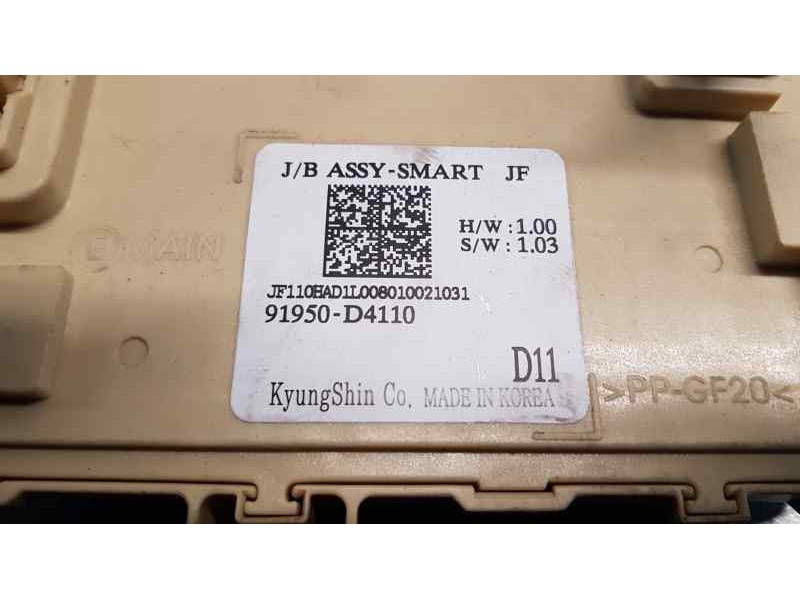 J/B ASSY-SMART JF
H/W : 1.00
S/W : 1.03
JF110HAD1L008010021031
91950-D4110
D11
KyungShin Co. MADE IN KOREA
E-MAIN
>PP-GF20<